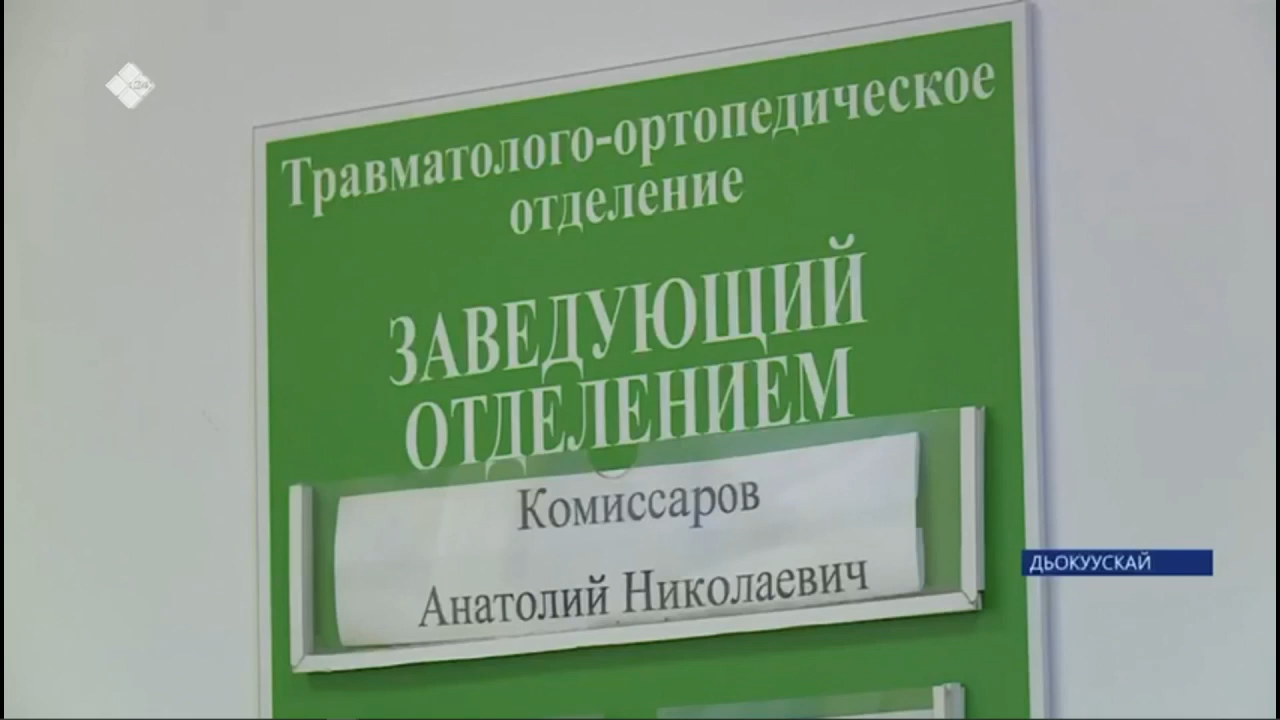 Травматолого-ортопедическое
отделение
ЗАВЕДУЮЩИЙ
ОТДЕЛЕНИЕМ
Комиссаров
Анатолий Николаевич
ДЬОКУУСКАЙ